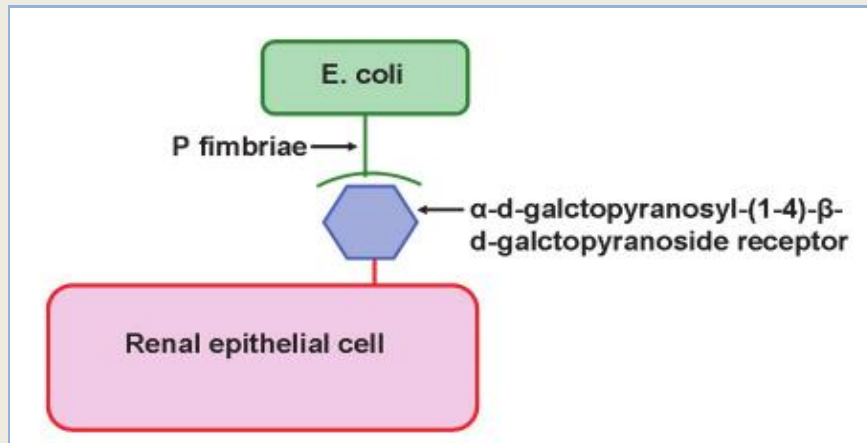 E. coli
P fimbriae
α-d-galctopyranosyl-(1-4)-β-
d-galctopyranoside receptor
Renal epithelial cell